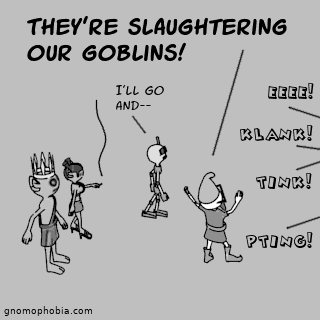 THEY'RE SLAUGHTERING
OUR GOBLINS!
I'LL GO
AND--
EEEE!
KLANK!
TINK!
PTING!
gnomophobia.com